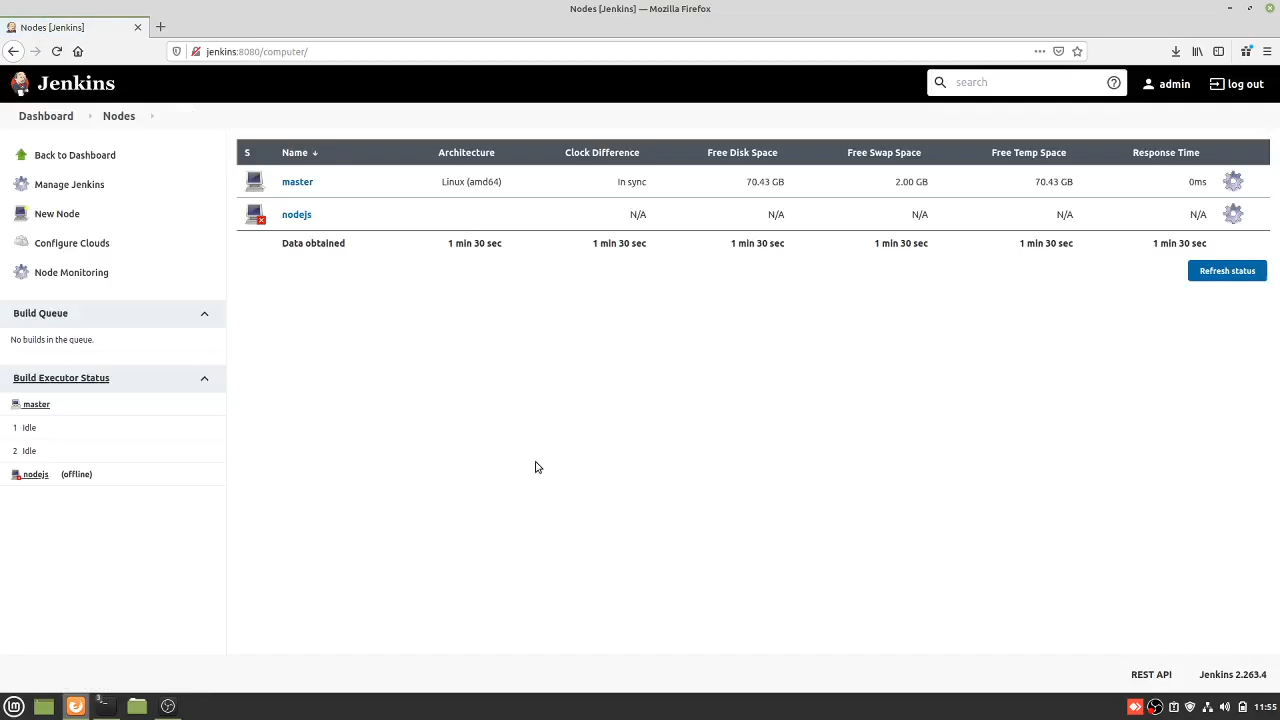 Nodes [Jenkins] — Mozilla Firefox
Nodes [Jenkins]
jenkins:8080/computer/
Jenkins
search
admin
log out
Dashboard
Nodes
Back to Dashboard
Manage Jenkins
New Node
Configure Clouds
Node Monitoring
Build Queue
No builds in the queue.
Build Executor Status
master
1 Idle
2 Idle
nodejs (offline)
S Name ↓ Architecture Clock Difference Free Disk Space Free Swap Space Free Temp Space Response Time
master Linux (amd64) In sync 70.43 GB 2.00 GB 70.43 GB 0ms
nodejs N/A N/A N/A N/A N/A
Data obtained 1 min 30 sec 1 min 30 sec 1 min 30 sec 1 min 30 sec 1 min 30 sec 1 min 30 sec
Refresh status
REST API Jenkins 2.263.4
3
11:55